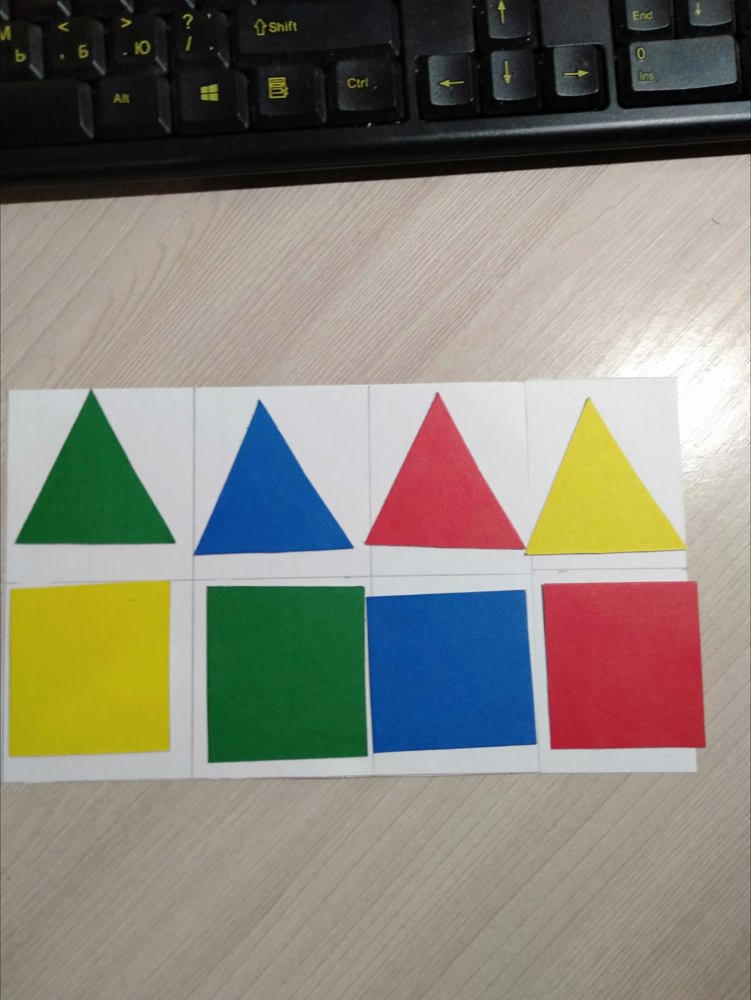 < > ? ' ⇧ Shift ↑ End ↓
М Ь , Б . Ю / . 0
Alt Ctrl ← ↓ → Ins